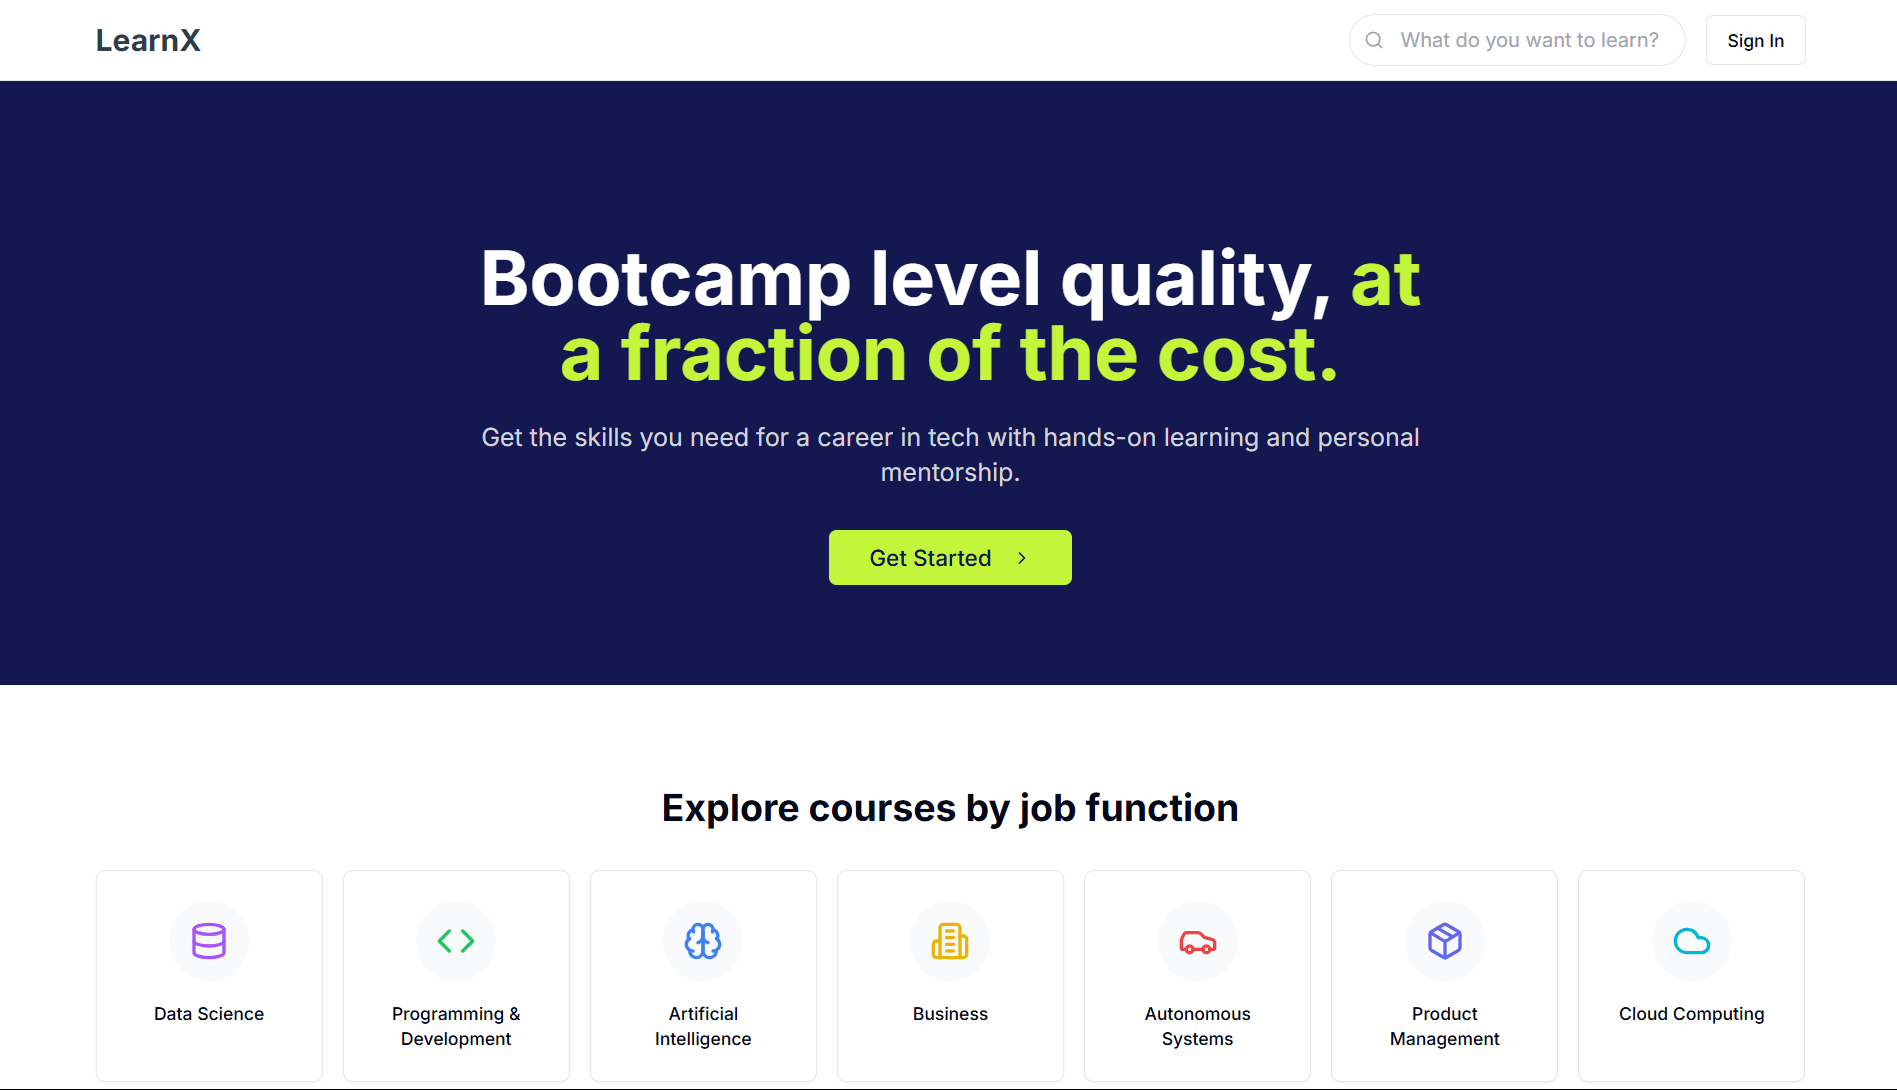 LearnX
What do you want to learn?
Sign In
Bootcamp level quality, at
a fraction of the cost.
Get the skills you need for a career in tech with hands-on learning and personal
mentorship.
Get Started
Explore courses by job function
Data Science
Programming &
Development
Artificial
Intelligence
Business
Autonomous
Systems
Product
Management
Cloud Computing